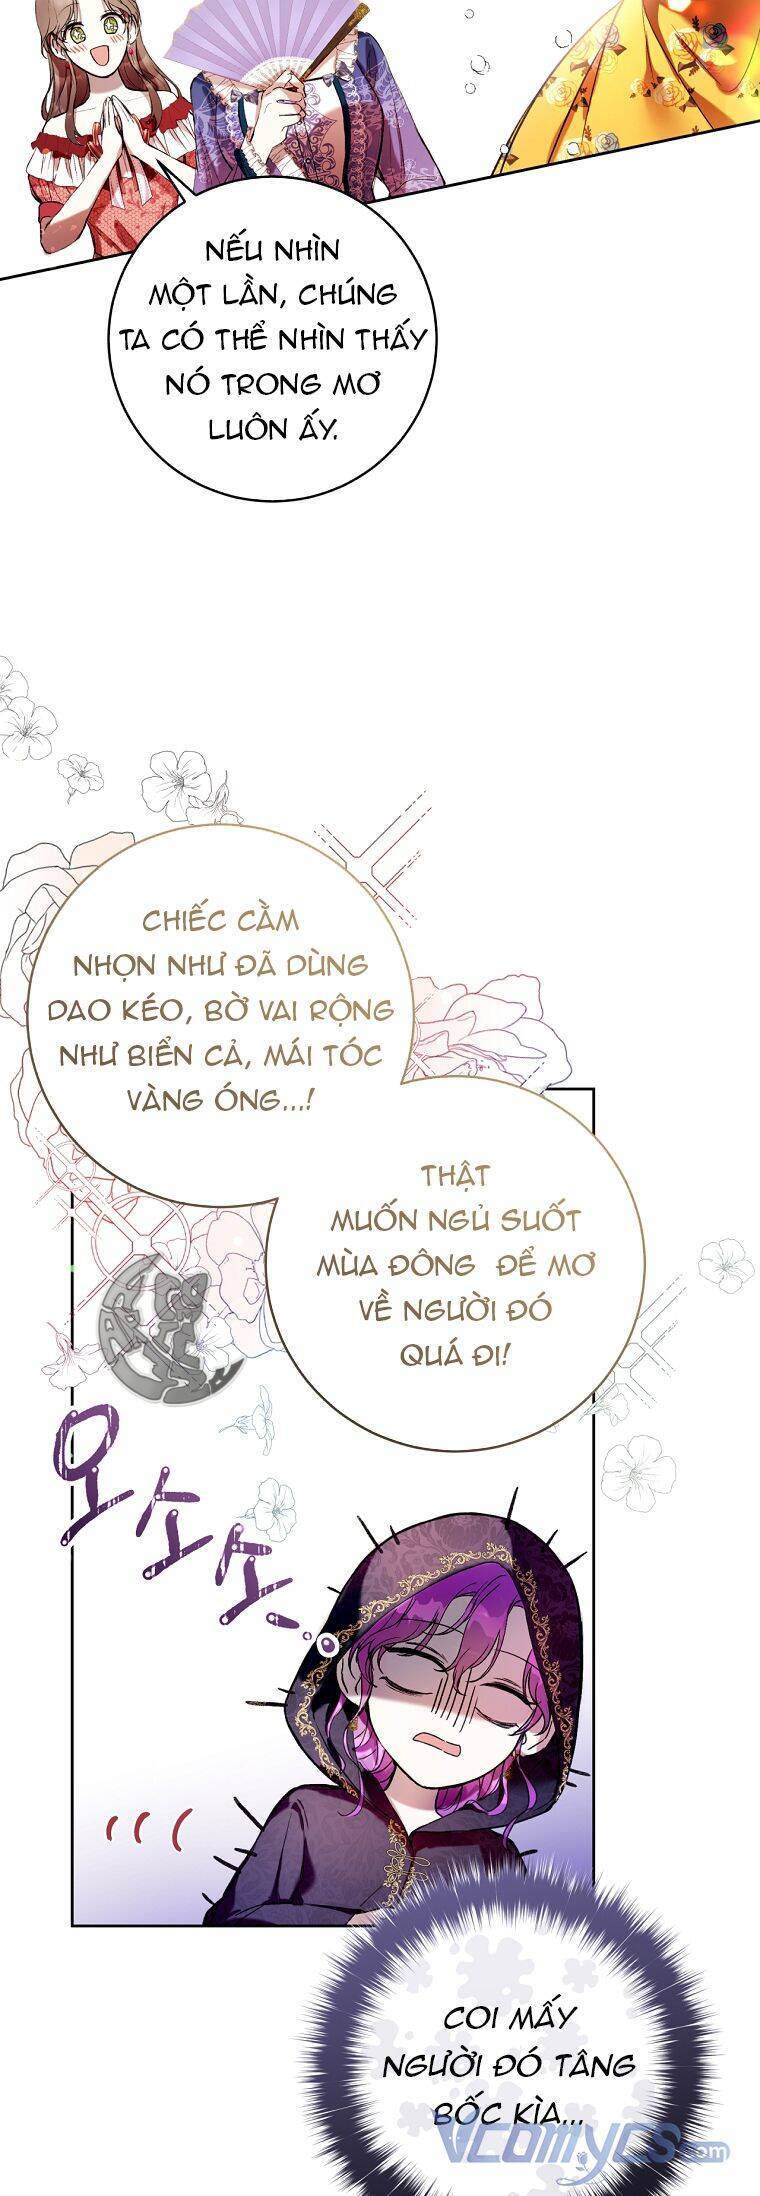 NẾU NHÌN
MỘT LẦN, CHÚNG
TA CÓ THỂ NHÌN THẤY
NÓ TRONG MƠ
LUÔN ẤY.
CHIẾC CẰM
NHỌN NHƯ ĐÃ DÙNG
DAO KÉO, BỜ VAI RỘNG
NHƯ BIỂN CẢ, MÁI TÓC
VÀNG ÓNG...!
THẬT
MUỐN NGỦ SUỐT
MÙA ĐÔNG ĐỂ MƠ
VỀ NGƯỜI ĐÓ
QUÁ ĐI!
오소소
COI MẤY
NGƯỜI ĐÓ TÂNG
BỐC KÌA...
VCOMYCS.com